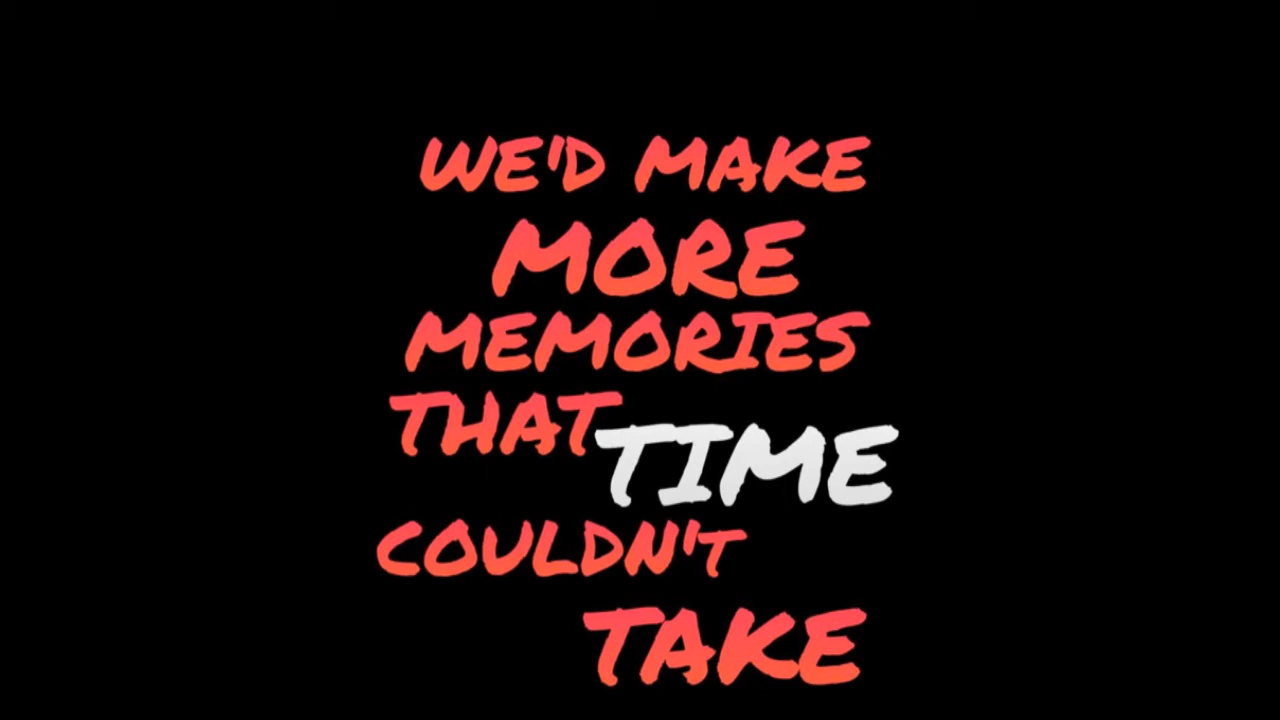 WE'D MAKE
MORE
MEMORIES
THAT TIME
COULDN'T
TAKE